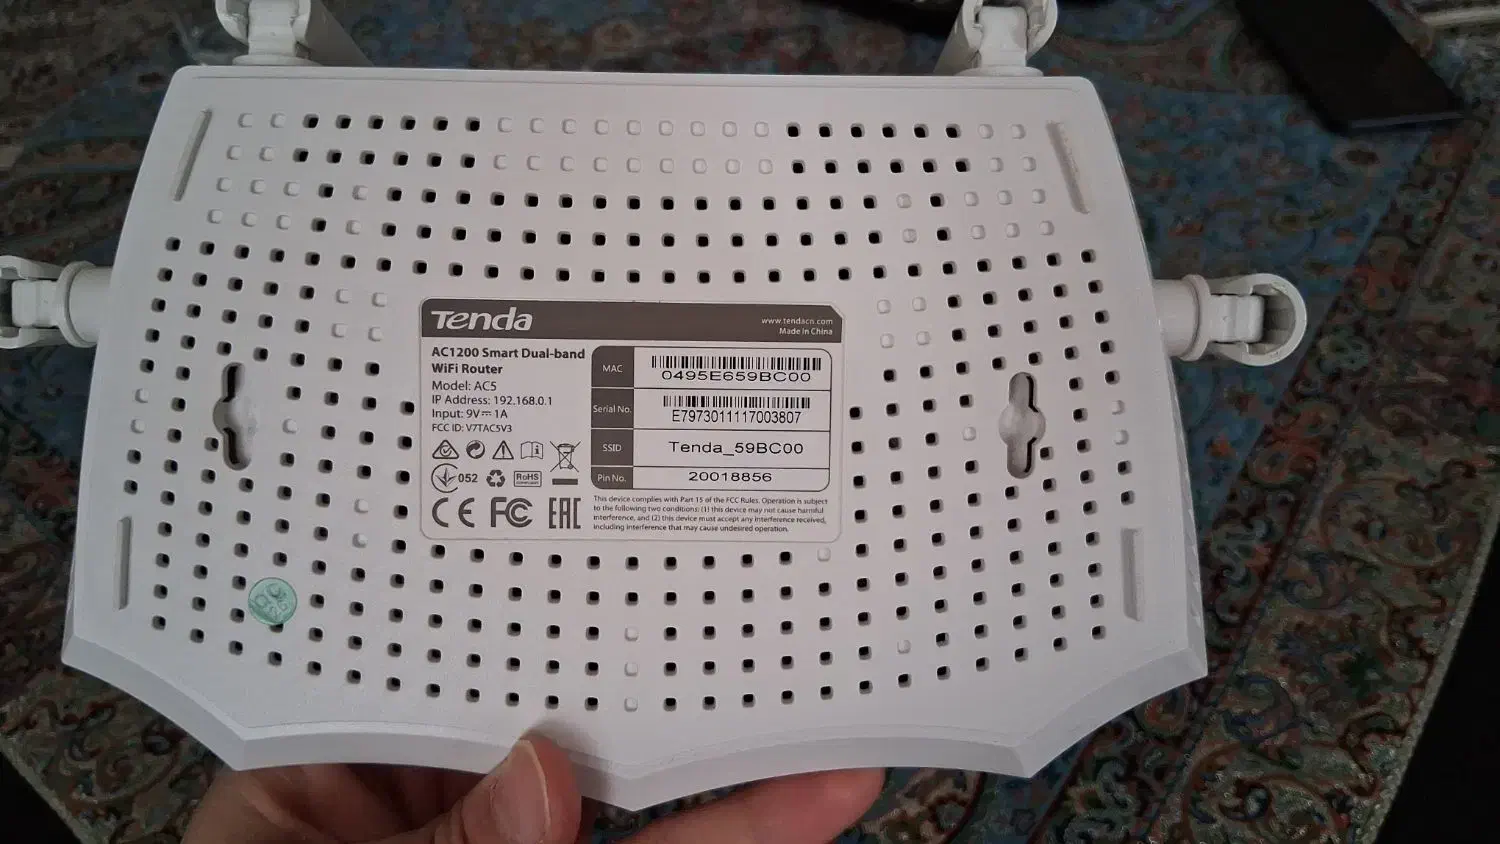 Tenda
www.tendacn.com
Made in China
AC1200 Smart Dual-band
WiFi Router
Model: AC5
IP Address: 192.168.0.1
Input: 9V⎓1A
FCC ID: V7TAC5V3
052
RoHS
CE FC EAC
MAC
0495E659BC00
Serial No.
E7973011117003807
SSID
Tenda_59BC00
Pin No.
20018856
This device complies with Part 15 of the FCC Rules. Operation is subject
to the following two conditions: (1) this device may not cause harmful
interference, and (2) this device must accept any interference received,
including interference that may cause undesired operation.